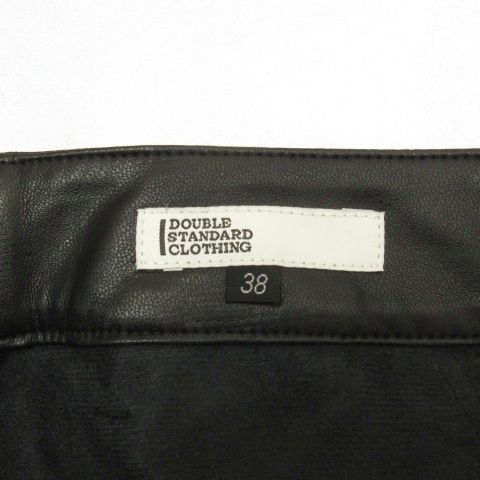 DOUBLE
STANDARD
CLOTHING
38